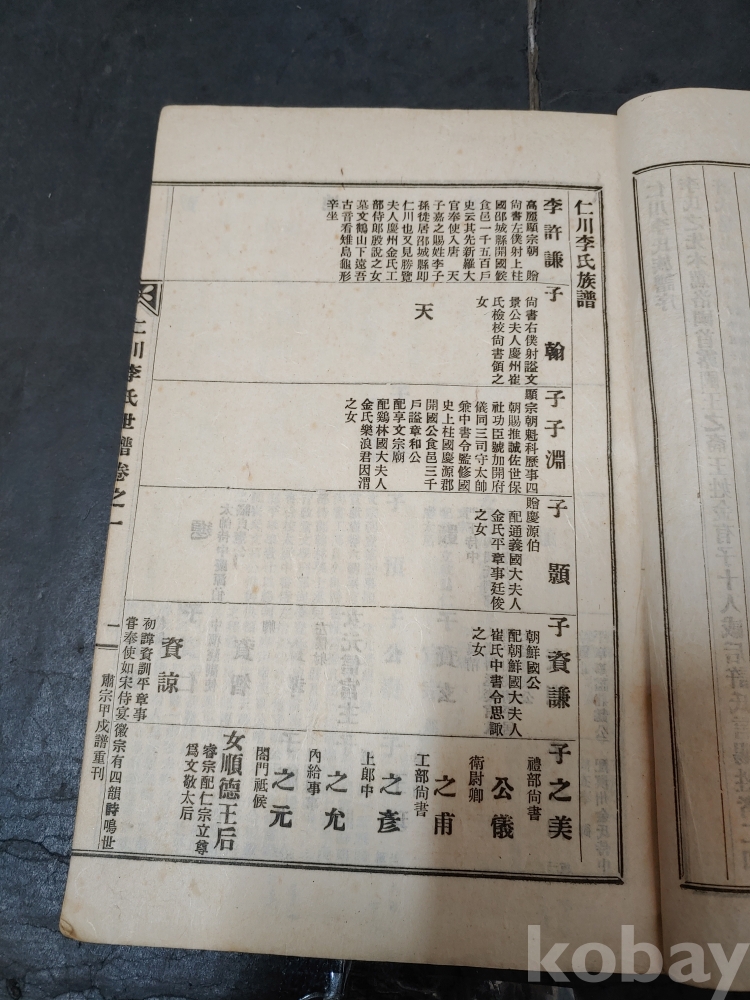 仁川李氏族譜
李許謙
高麗顯宗朝 贈
尙書左僕射上柱
國邵城縣開國候
食邑一千五百戶
史云其先新羅大
官奉使入唐 天
子嘉之賜姓李子
孫徙居邵城縣即
仁川也又見勝覽
夫人慶州金氏工
部侍郞殷說之女
墓文鶴山下遠吾
古音看雉島龜形
辛坐
子翰
尙書右僕射諡文
景公夫人慶州崔
氏檢校尙書領之
女
天
子子淵
顯宗朝魁科歷事四
朝賜推誠佐世保
社功臣號加開府
儀同三司守太師
兼中書令監修國
史上柱國慶源郡
開國公食邑三千
戶諡章和公
配享文宗廟
配鷄林國大夫人
金氏樂浪君因渭
之女
子顥
贈慶源伯
配通義國大夫人
金氏平章事廷俊
之女
子資謙
朝鮮國公
配朝鮮國大夫人
崔氏中書令思諏
之女
子之美
禮部尙書
公儀
衛尉卿
之甫
工部尙書
之彥
上郞中
之允
內給事
之元
閤門祗候
女順德王后
睿宗配仁宗立尊
爲文敬太后
資諒
初諱資訓平章事
嘗奉使如宋侍宴徽宗有四韻時鳴世
仁川李氏世譜卷之一
一
肅宗甲戍譜重刊
kobay